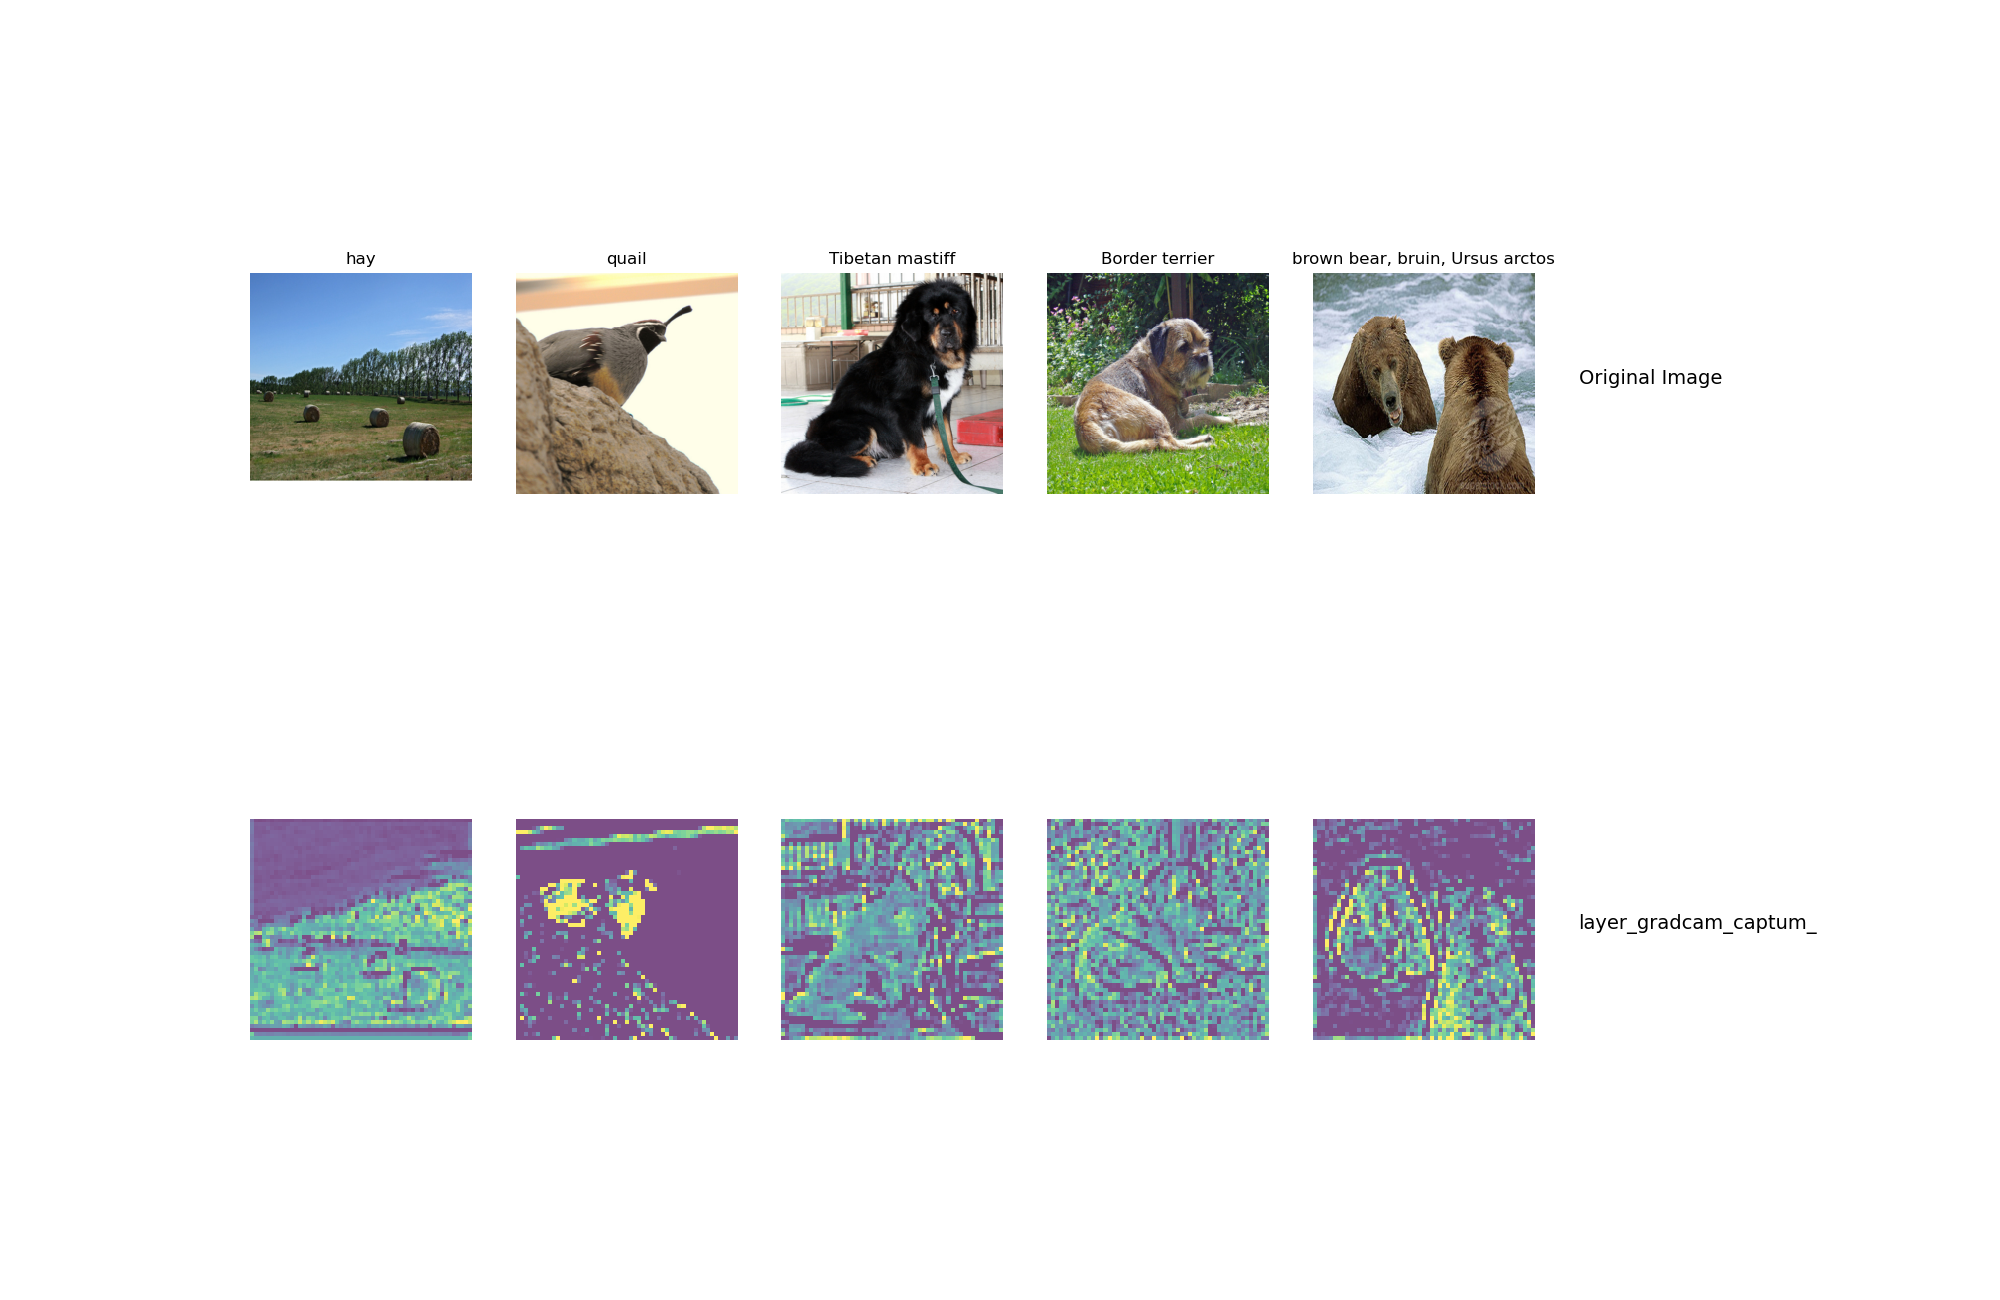 hay
quail
Tibetan mastiff
Border terrier
brown bear, bruin, Ursus arctos
Original Image
layer_gradcam_captum_